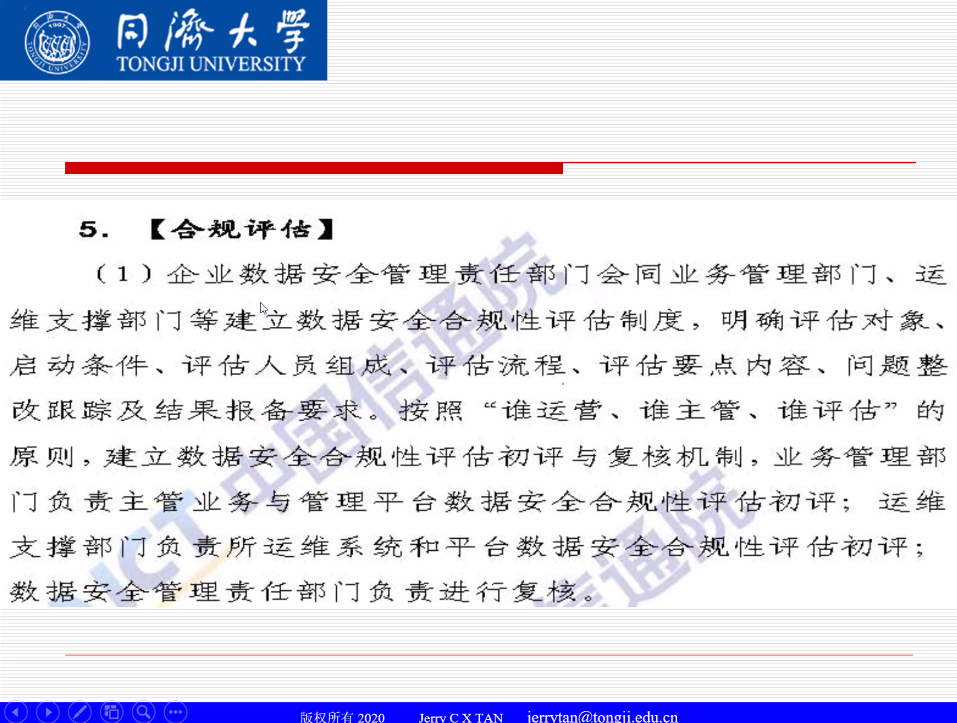 同濟大学
TONGJI UNIVERSITY
5. 【合规评估】
（1）企业数据安全管理责任部门会同业务管理部门、运
维支撑部门等建立数据安全合规性评估制度，明确评估对象、
启动条件、评估人员组成、评估流程、评估要点内容、问题整
改跟踪及结果报备要求。按照“谁运营、谁主管、谁评估”的
原则，建立数据安全合规性评估初评与复核机制，业务管理部
门负责主管业务与管理平台数据安全合规性评估初评；运维
支撑部门负责所运维系统和平台数据安全合规性评估初评；
数据安全管理责任部门负责进行复核。
中国信通院
信通院
版权所有 2020 Jerry C X TAN jerrytan@tongji.edu.cn